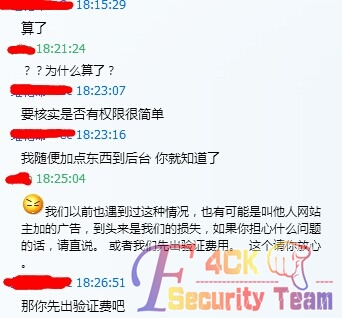 18:15:29
算了
18:21:24
？？为什么算了？
18:23:07
要核实是否有权限很简单
18:23:16
我随便加点东西到后台 你就知道了
18:25:04
我们以前也遇到过这种情况，也有可能是叫他人网站
主加的广告，到头来是我们的损失，如果你担心什么问题
的话，请直说。 或者我们先出验证费用。 这个请你放心
。
18:26:51
那你先出验证费吧
F4CK
Security Team